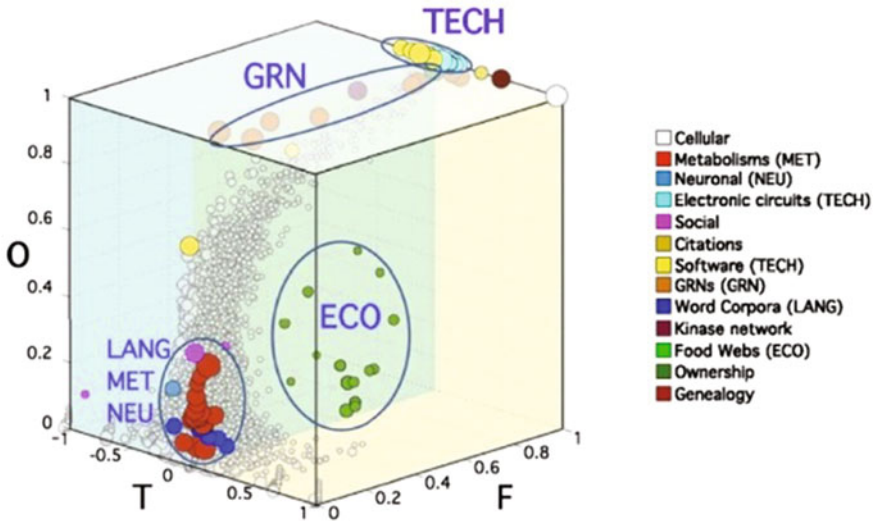 TECH
GRN
1
0.8
0.6
O
0.4
ECO
LANG
0.2
MET
NEU
0
-1
-0.5
0
0.5
1
T
0
0.2
0.4
0.6
0.8
1
F
Cellular
Metabolisms (MET)
Neuronal (NEU)
Electronic circuits (TECH)
Social
Citations
Software (TECH)
GRNs (GRN)
Word Corpora (LANG)
Kinase network
Food Webs (ECO)
Ownership
Genealogy